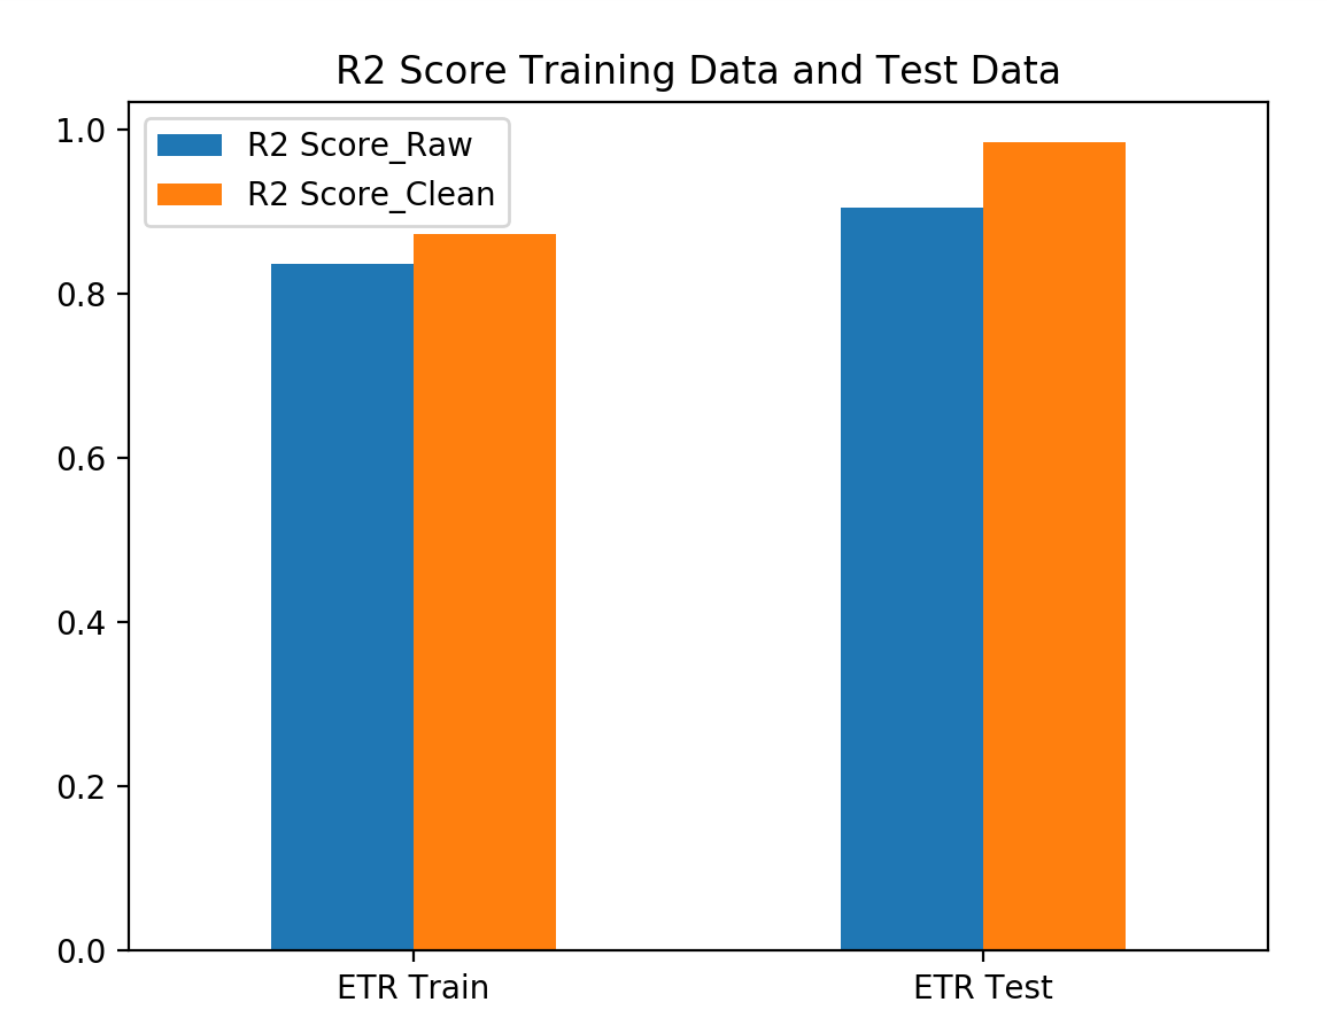 R2 Score Training Data and Test Data
R2 Score_Raw
R2 Score_Clean
1.0
0.8
0.6
0.4
0.2
0.0
ETR Train
ETR Test